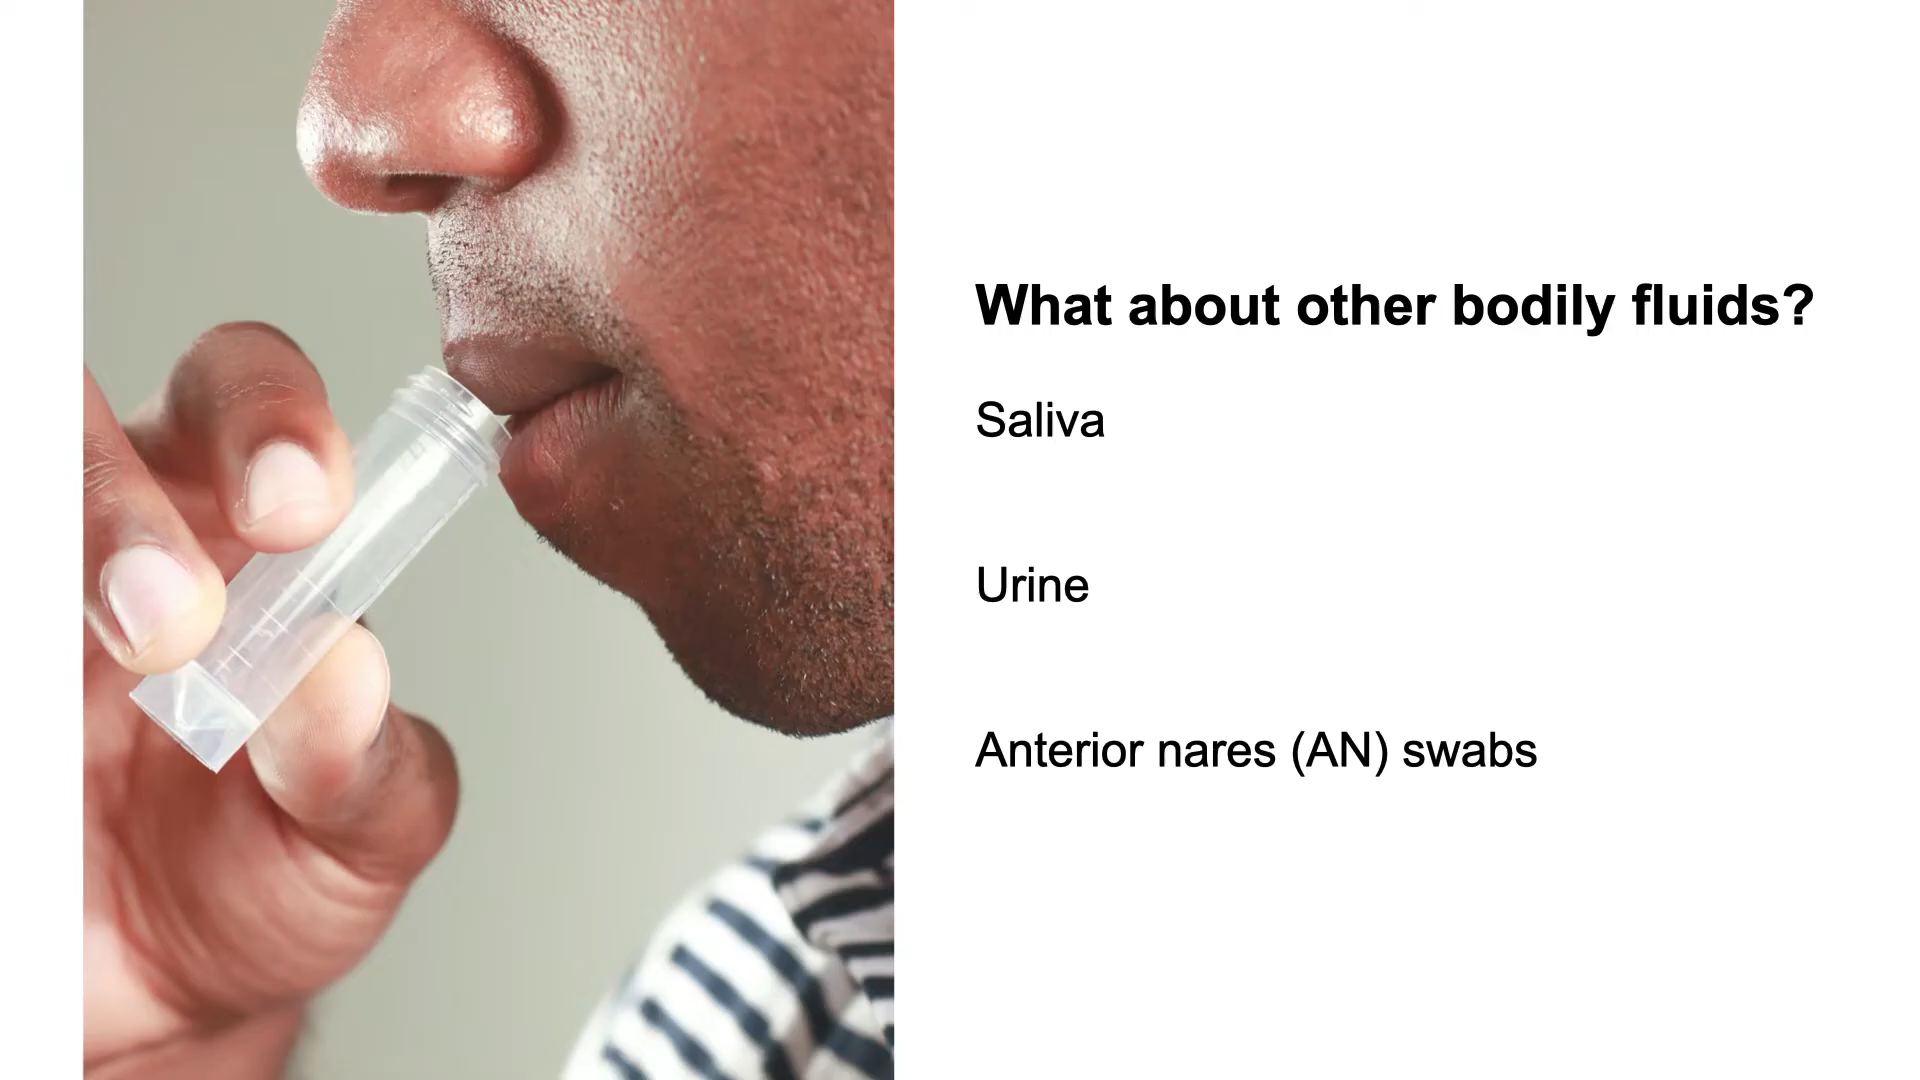 What about other bodily fluids?
Saliva
Urine
Anterior nares (AN) swabs